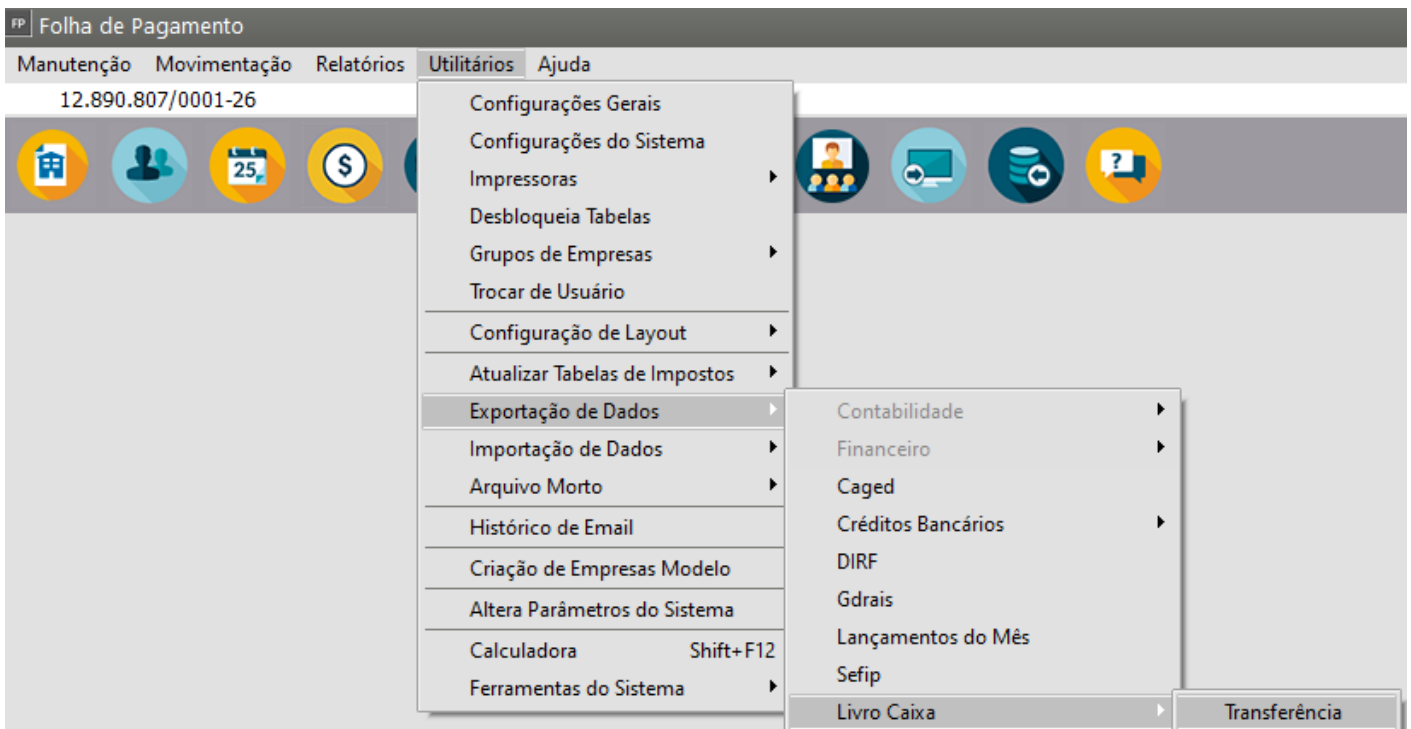 FP Folha de Pagamento
Manutenção Movimentação Relatórios Utilitários Ajuda
12.890.807/0001-26
25
$
?
Configurações Gerais
Configurações do Sistema
Impressoras
Desbloqueia Tabelas
Grupos de Empresas
Trocar de Usuário
Configuração de Layout
Atualizar Tabelas de Impostos
Exportação de Dados
Importação de Dados
Arquivo Morto
Histórico de Email
Criação de Empresas Modelo
Altera Parâmetros do Sistema
Calculadora Shift+F12
Ferramentas do Sistema
Contabilidade
Financeiro
Caged
Créditos Bancários
DIRF
Gdrais
Lançamentos do Mês
Sefip
Livro Caixa
Transferência